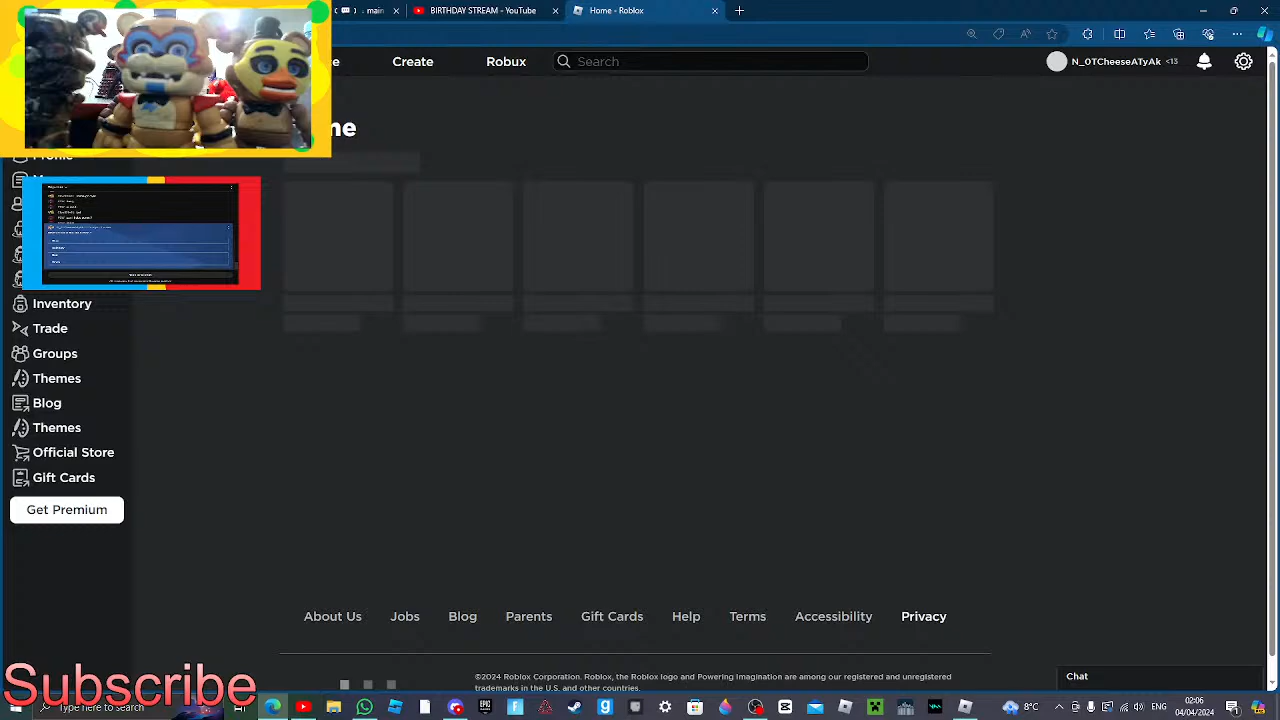 : main
BIRTHDAY STREAM - YouTube
Home - Roblox
Create
Robux
Search
N_OTCheesaTyAk 13
me
Profile
Inventory
Trade
Groups
Themes
Blog
Themes
Official Store
Gift Cards
Get Premium
About Us
Jobs
Blog
Parents
Gift Cards
Help
Terms
Accessibility
Privacy
©2024 Roblox Corporation. Roblox, the Roblox logo and Powering Imagination are among our registered and unregistered
trademarks in the U.S. and other countries.
Chat
Subscribe
Type here to search
8°C
02:06
04/04/2024